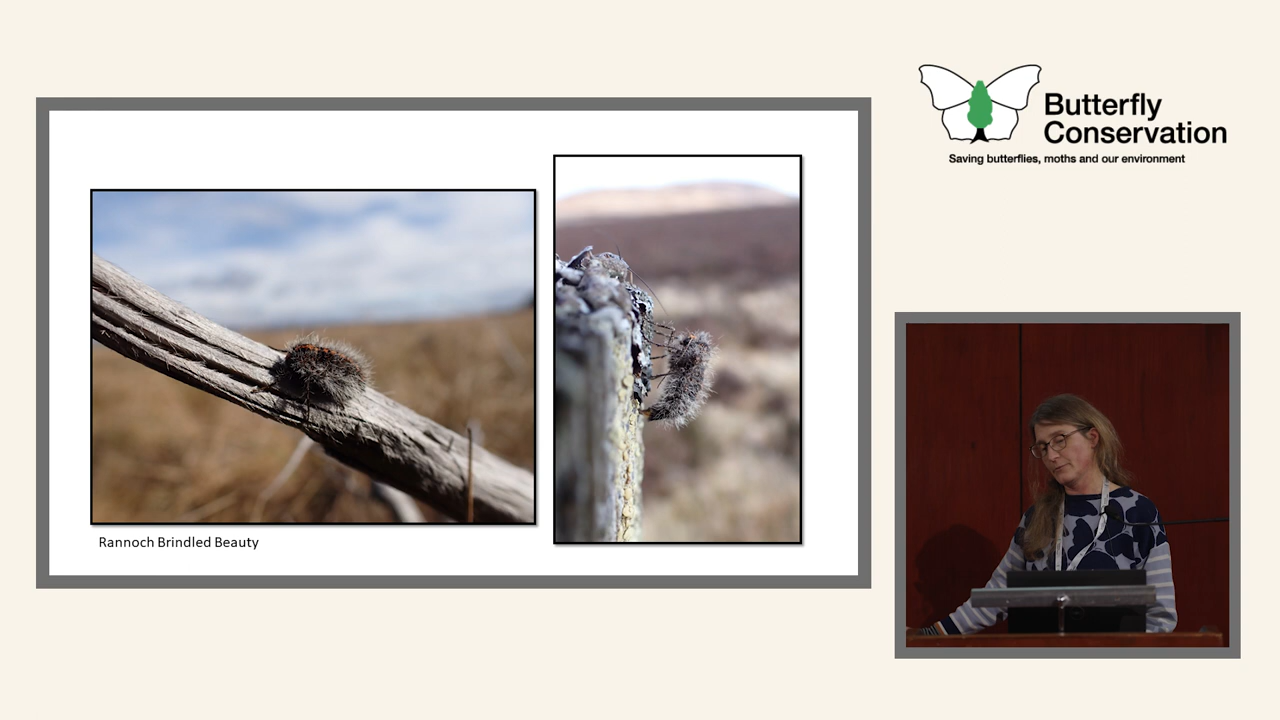 Butterfly
Conservation
Saving butterflies, moths and our environment
Rannoch Brindled Beauty